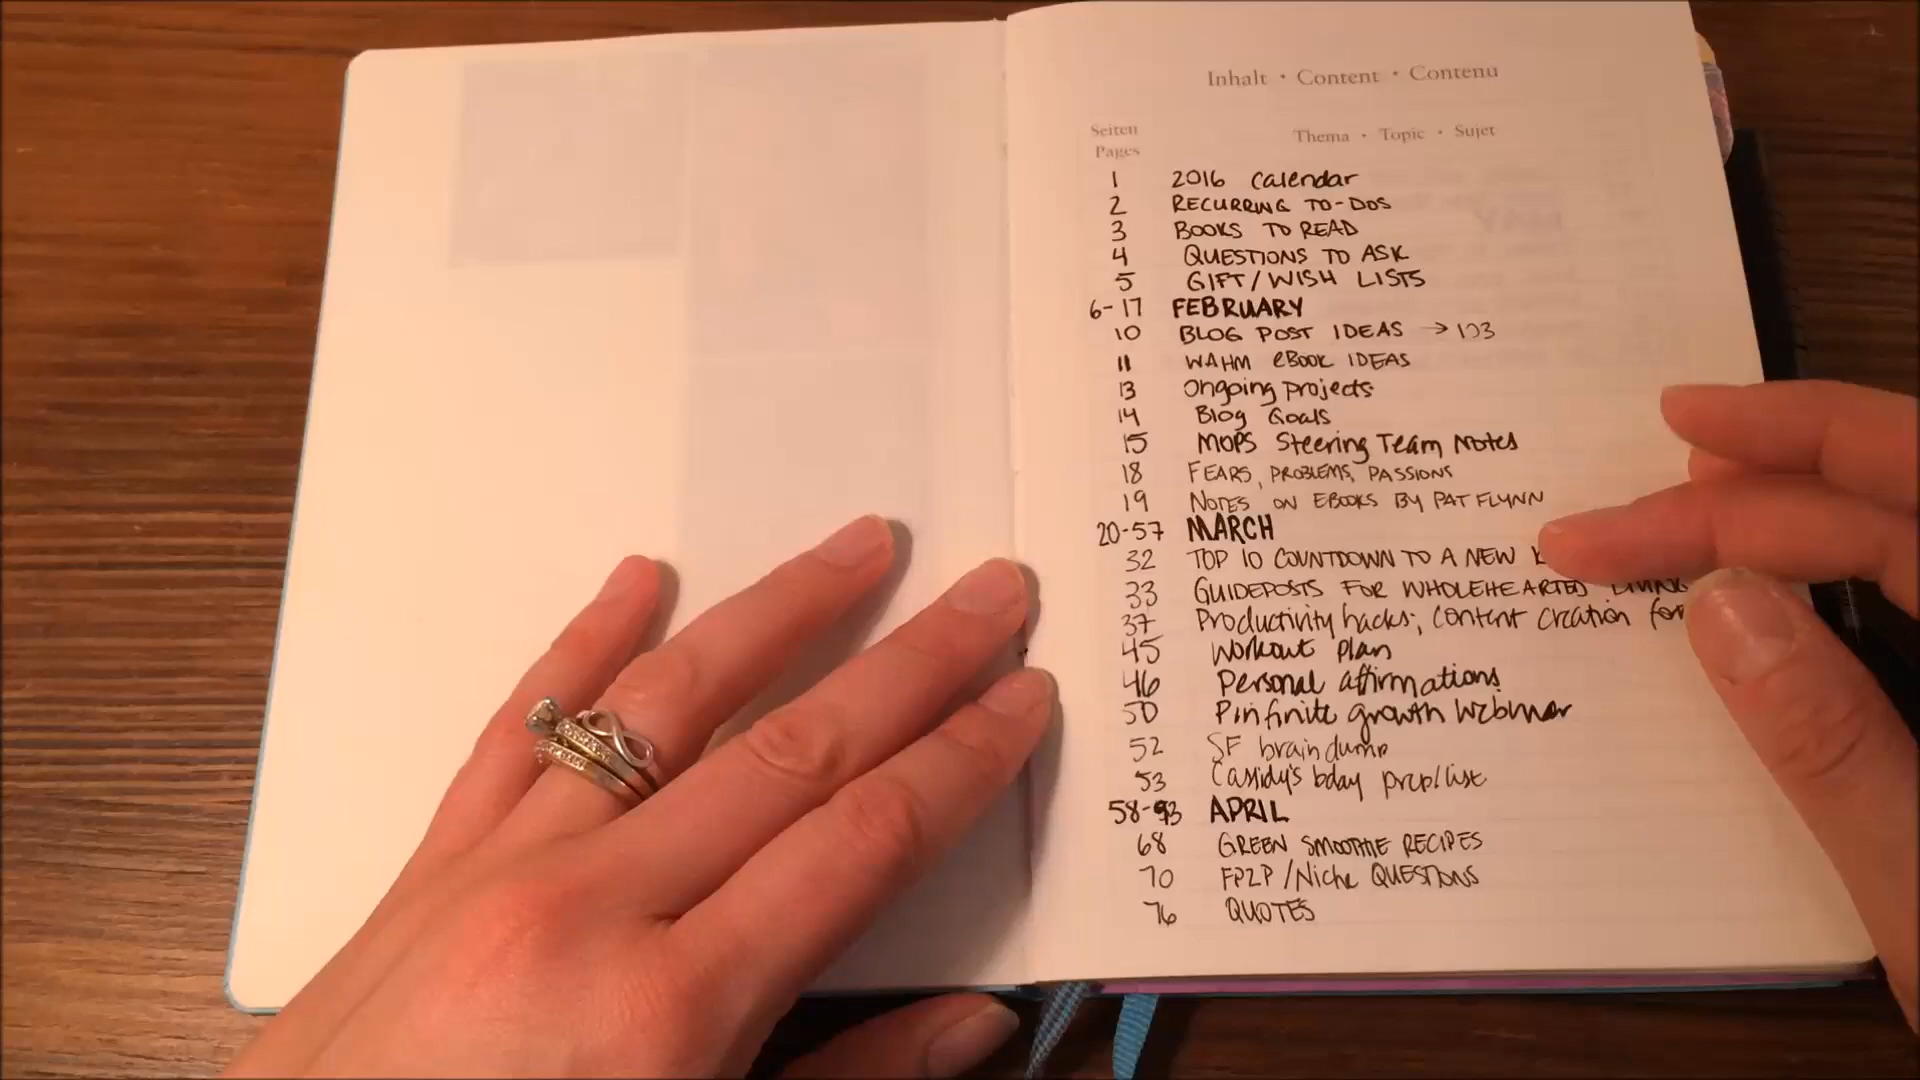 Inhalt • Content • Contenu
Seiten
Pages
Thema • Topic • Sujet
1 2016 Calendar
2 RECURRING TO-DOS
3 BOOKS TO READ
4 QUESTIONS TO ASK
5 GIFT/WISH LISTS
6-17 FEBRUARY
10 BLOG POST IDEAS → 103
11 WAHM eBOOK IDEAS
13 Ongoing projects
14 Blog Goals
15 MOPS Steering Team Notes
18 FEARS, PROBLEMS, PASSIONS
19 NOTES ON EBOOKS BY PAT FLYNN
20-57 MARCH
32 TOP 10 COUNTDOWN TO A NEW
33 GUIDEPOSTS FOR WHOLEHEARTED LIVING
37 Productivity hacks; content creation for
45 Workout plan
46 Personal affirmations
50 Pinfinite growth webinar
52 SF brain dump
53 Cassidy's bday prep/list
58-93 APRIL
68 GREEN SMOOTHIE RECIPES
70 FP2P/Niche QUESTIONS
76 QUOTES